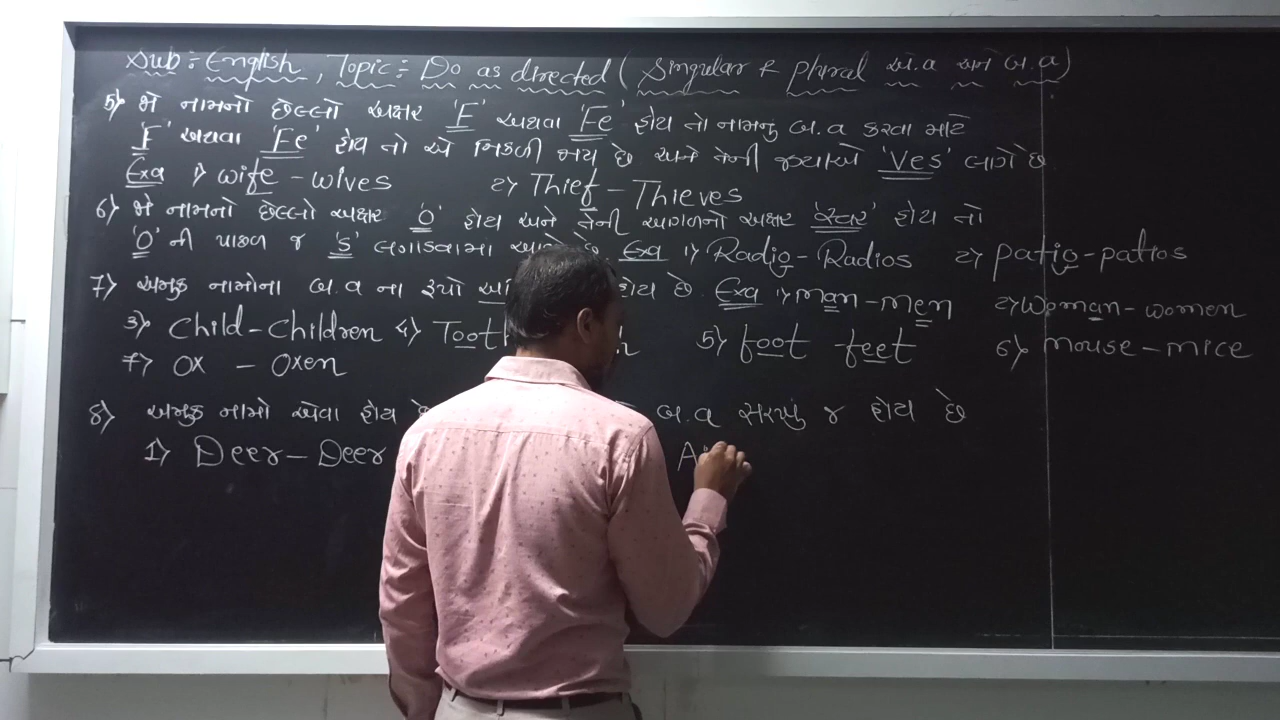 Sub:- English, Topic:- Do as directed ( Singular & plural એ.વ અને બ.વ)
5) જે નામનો છેલ્લો અક્ષર 'F' અથવા 'Fe' હોય તો નામનું બ.વ કરવા માટે
'F' અથવા 'Fe' હોય તો એ નિકળી જાય છે અને તેની જગ્યાએ 'Ves' લાગે છે
Exa 1) wife - wives 2) Thief - Thieves
6) જે નામનો છેલ્લો અક્ષર 'O' હોય અને તેની આગળનો અક્ષર 'સ્વર' હોય તો
'O' ની પાછળ જ 'S' લગાડવામા છે Exa 1) Radio - Radios 2) patio - patios
7) અમુક નામોના બ.વ ના રૂપો હોય છે. Exa 1) man - men 2) woman - women
3) Child - Children 4) 5) foot feet 6) mouse - mice
7) ox - oxen
8) અમુક નામો એવા હોય બ.વ સરખું જ હોય છે
1) Deer - Deer